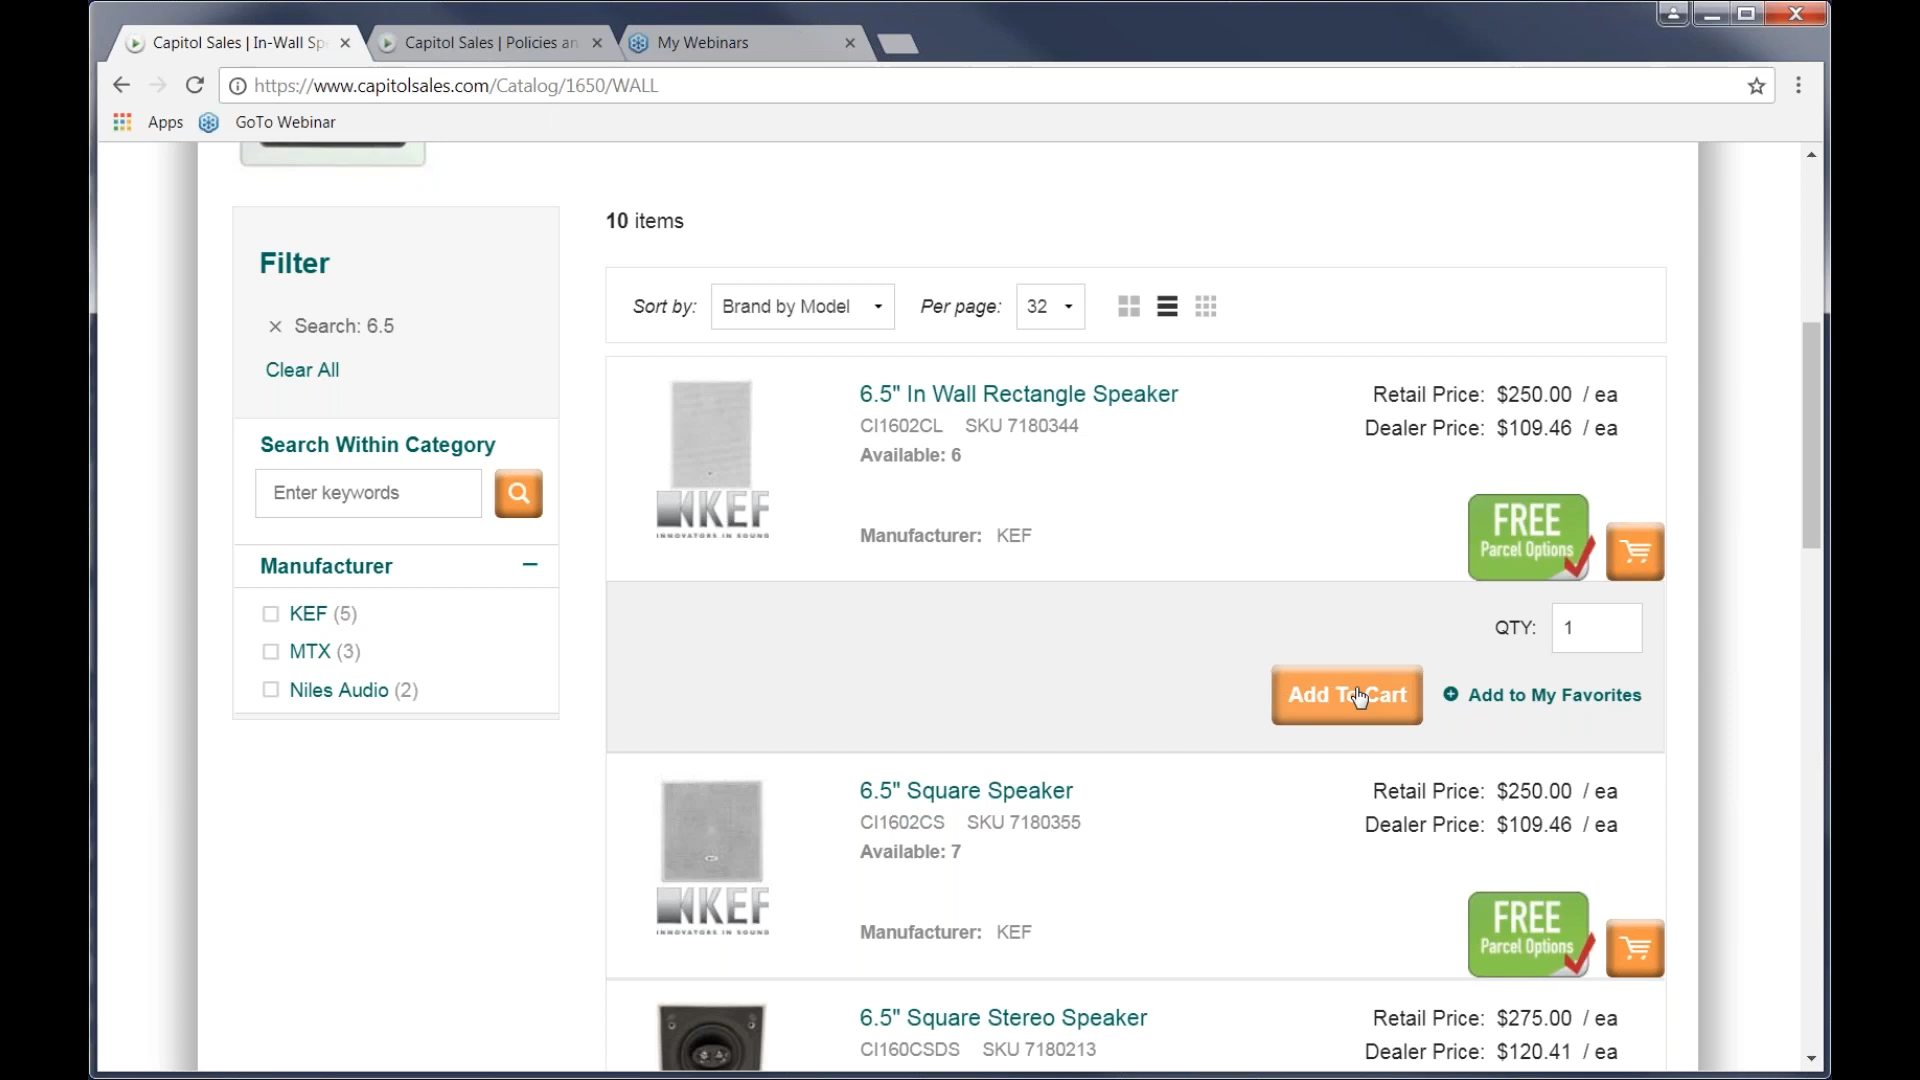 Capitol Sales | In-Wall Sp
Capitol Sales | Policies an
My Webinars
https://www.capitolsales.com/Catalog/1650/WALL
Apps
GoTo Webinar
10 items
Filter
Search: 6.5
Clear All
Search Within Category
Enter keywords
Manufacturer
KEF (5)
MTX (3)
Niles Audio (2)
Sort by: Brand by Model Per page: 32
6.5" In Wall Rectangle Speaker
CI1602CL SKU 7180344
Available: 6
Manufacturer: KEF
KEF
INNOVATORS IN SOUND
Retail Price: $250.00 / ea
Dealer Price: $109.46 / ea
FREE
Parcel Options
QTY: 1
Add To Cart
Add to My Favorites
6.5" Square Speaker
CI1602CS SKU 7180355
Available: 7
Manufacturer: KEF
KEF
INNOVATORS IN SOUND
Retail Price: $250.00 / ea
Dealer Price: $109.46 / ea
FREE
Parcel Options
6.5" Square Stereo Speaker
CI160CSDS SKU 7180213
Retail Price: $275.00 / ea
Dealer Price: $120.41 / ea